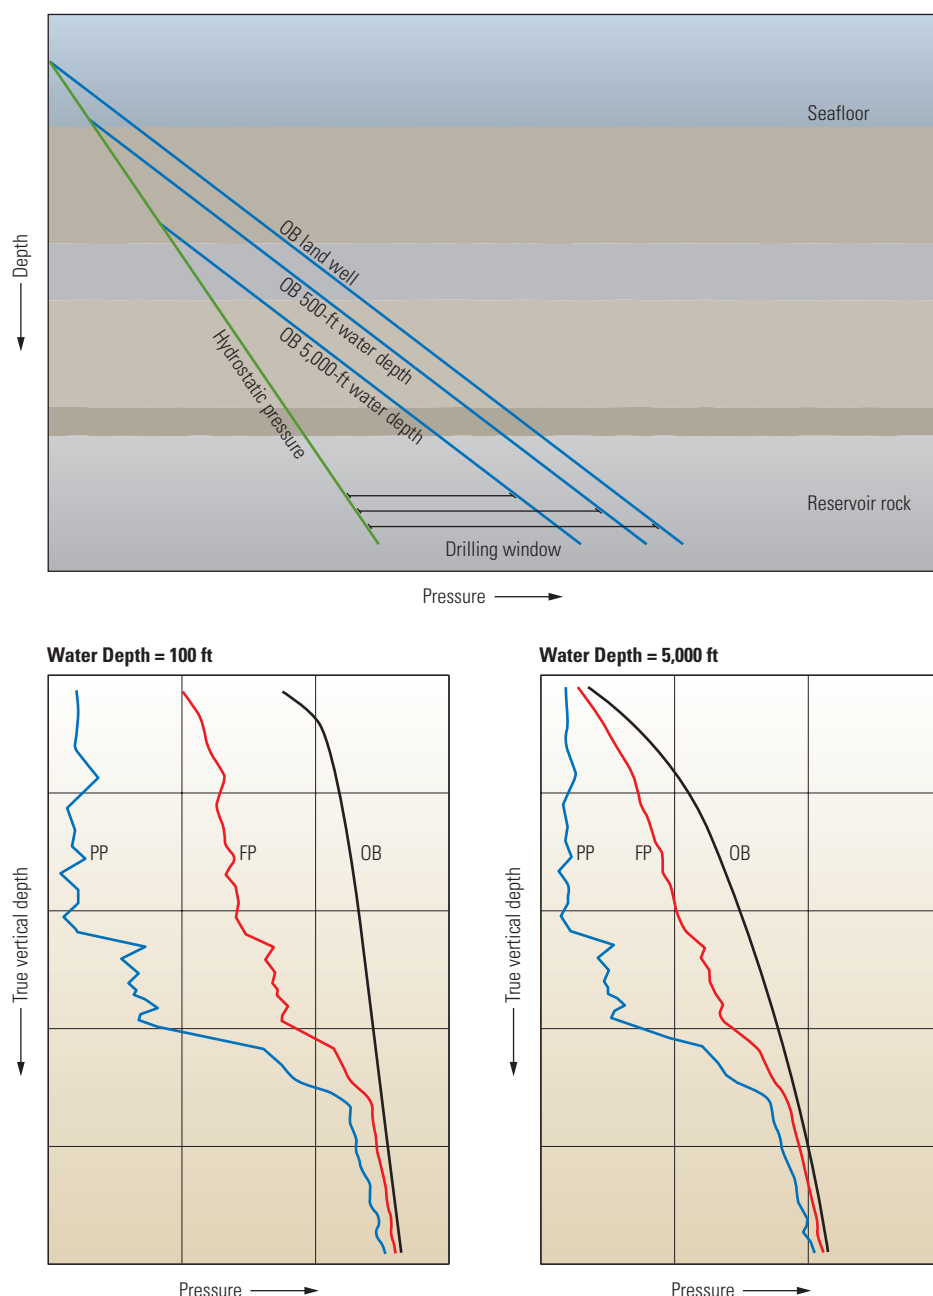 Seafloor
Depth
OB land well
OB 500-ft water depth
OB 5,000-ft water depth
Hydrostatic pressure
Reservoir rock
Drilling window
Pressure
Water Depth = 100 ft
PP
FP
OB
True vertical depth
Pressure
Water Depth = 5,000 ft
PP
FP
OB
True vertical depth
Pressure